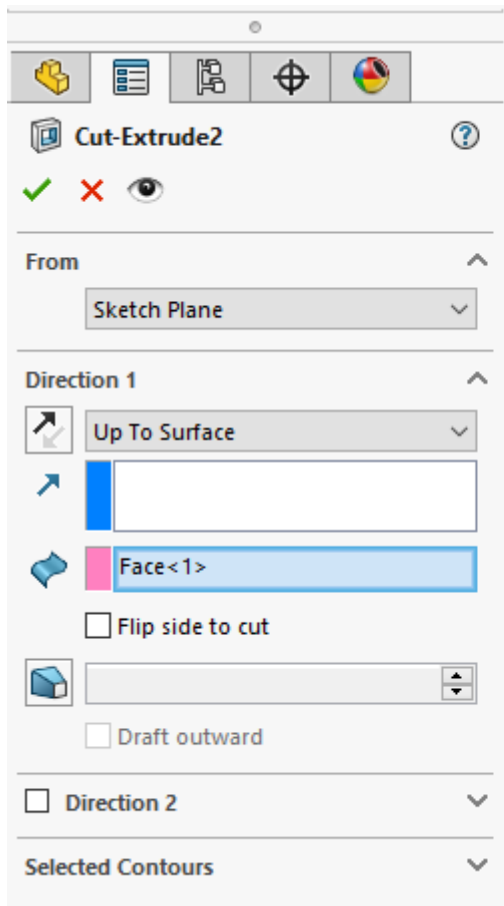 Cut-Extrude2
From
Sketch Plane
Direction 1
Up To Surface
Face<1>
Flip side to cut
Draft outward
Direction 2
Selected Contours